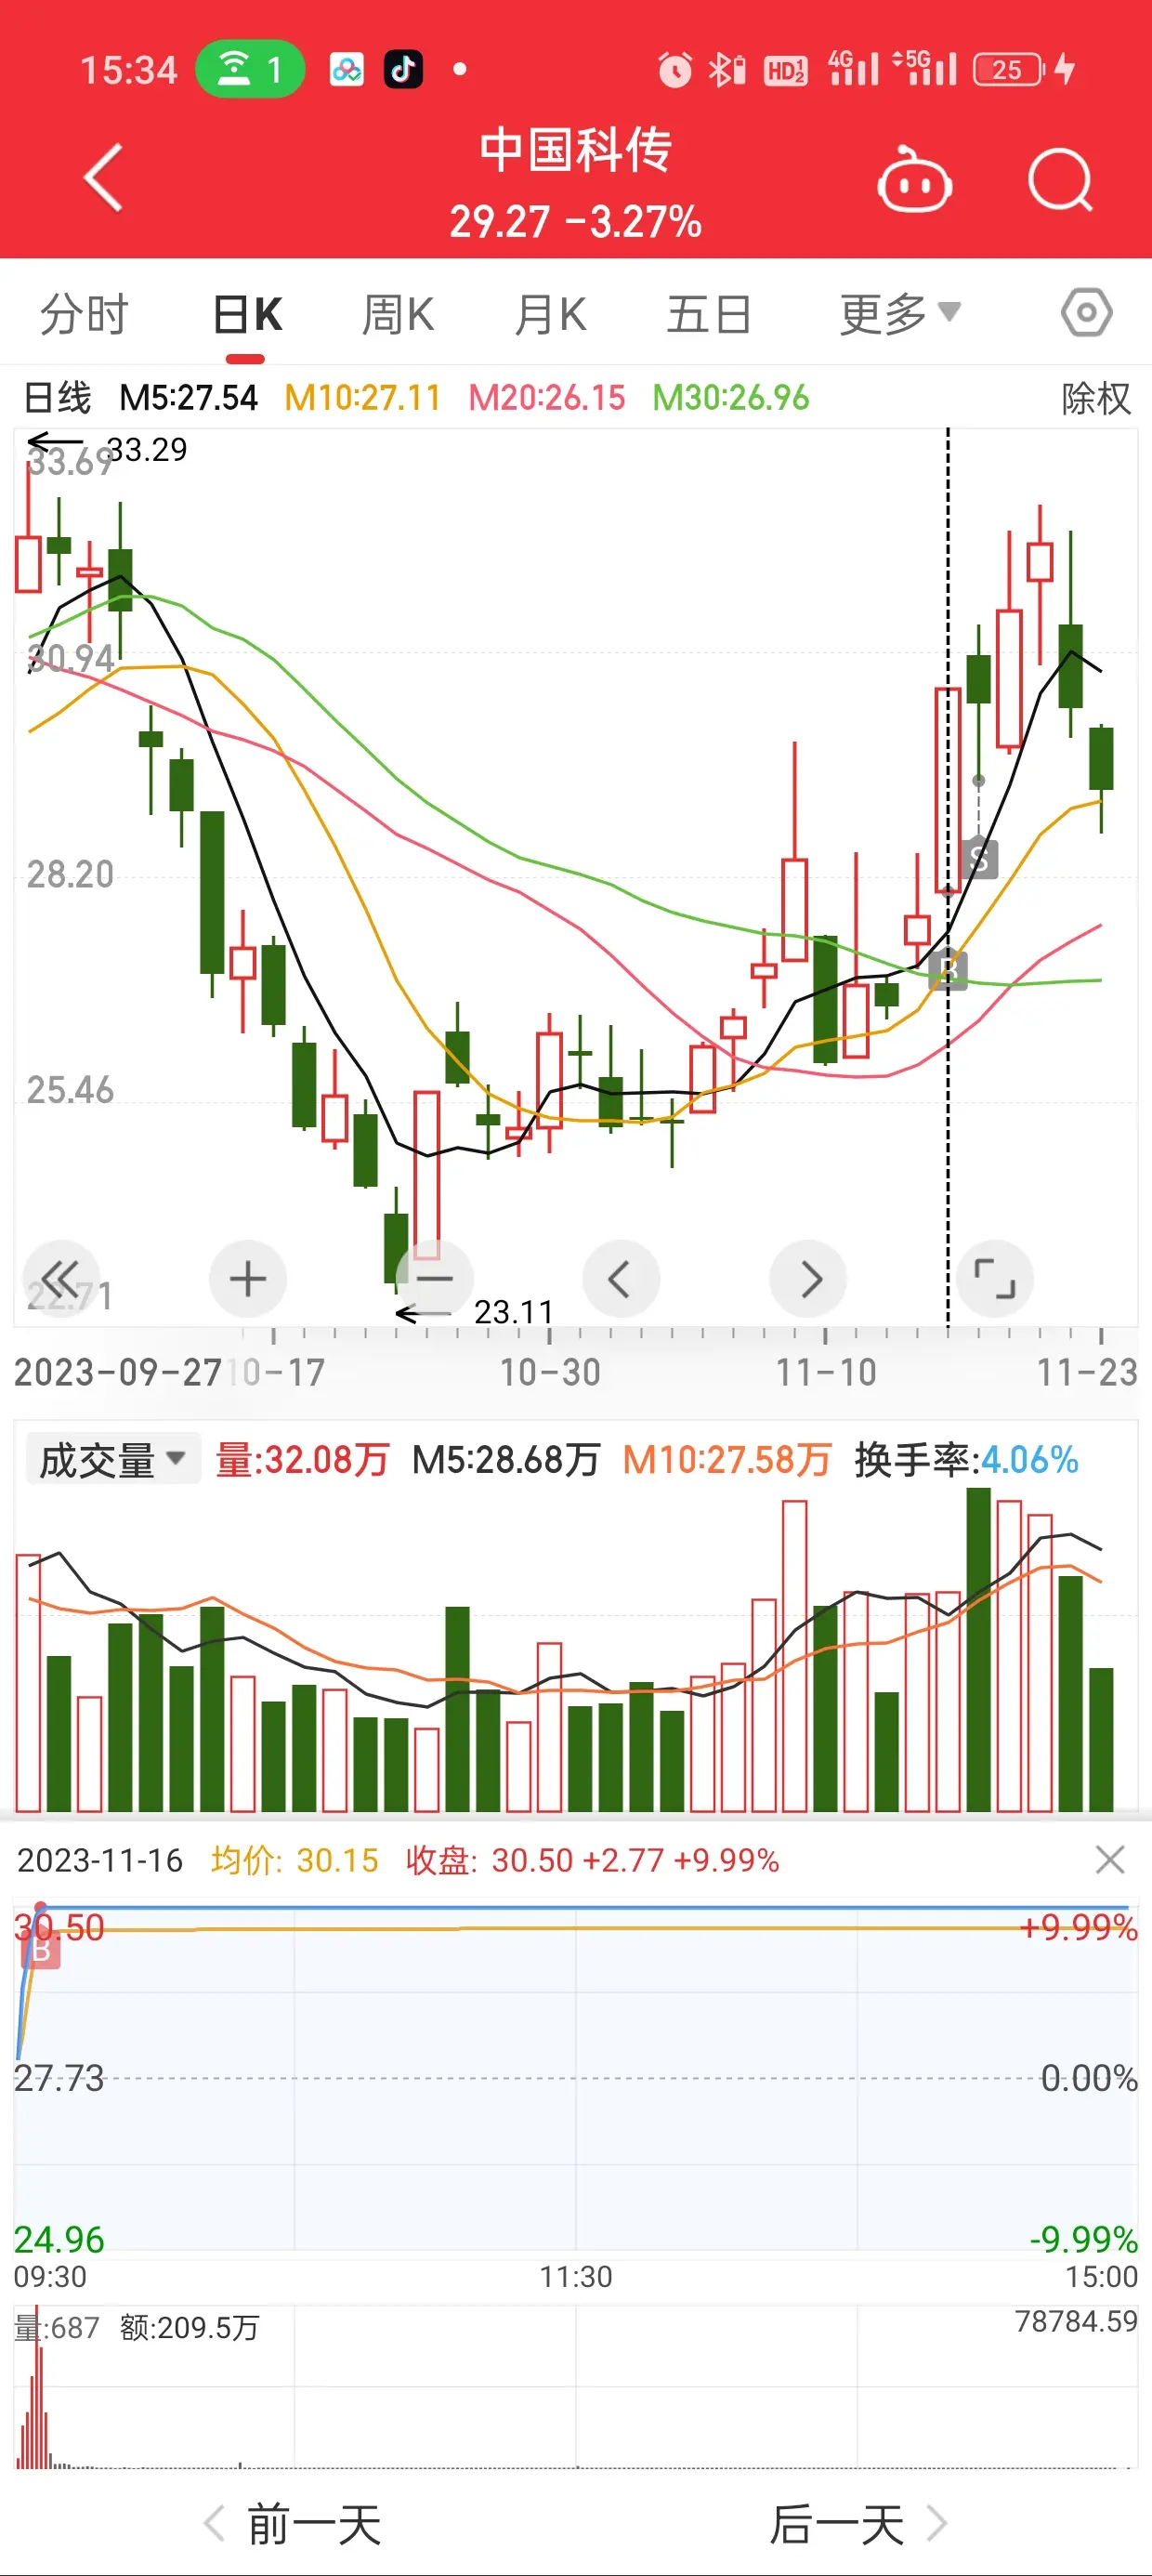 15:34 1 HD 1 2 4G 5G 25
中国科传
29.27 -3.27%
分时 日K 周K 月K 五日 更多
日线 M5:27.54 M10:27.11 M20:26.15 M30:26.96 除权
33.29
33.69
30.94
28.20
S
B
25.46
22.71
23.11
2023-09-27 10-17 10-30 11-10 11-23
成交量 量:32.08万 M5:28.68万 M10:27.58万 换手率:4.06%
2023-11-16 均价: 30.15 收盘: 30.50 +2.77 +9.99%
30.50 +9.99%
B
27.73 0.00%
24.96 -9.99%
09:30 11:30 15:00
量:687 额:209.5万 78784.59
前一天 后一天